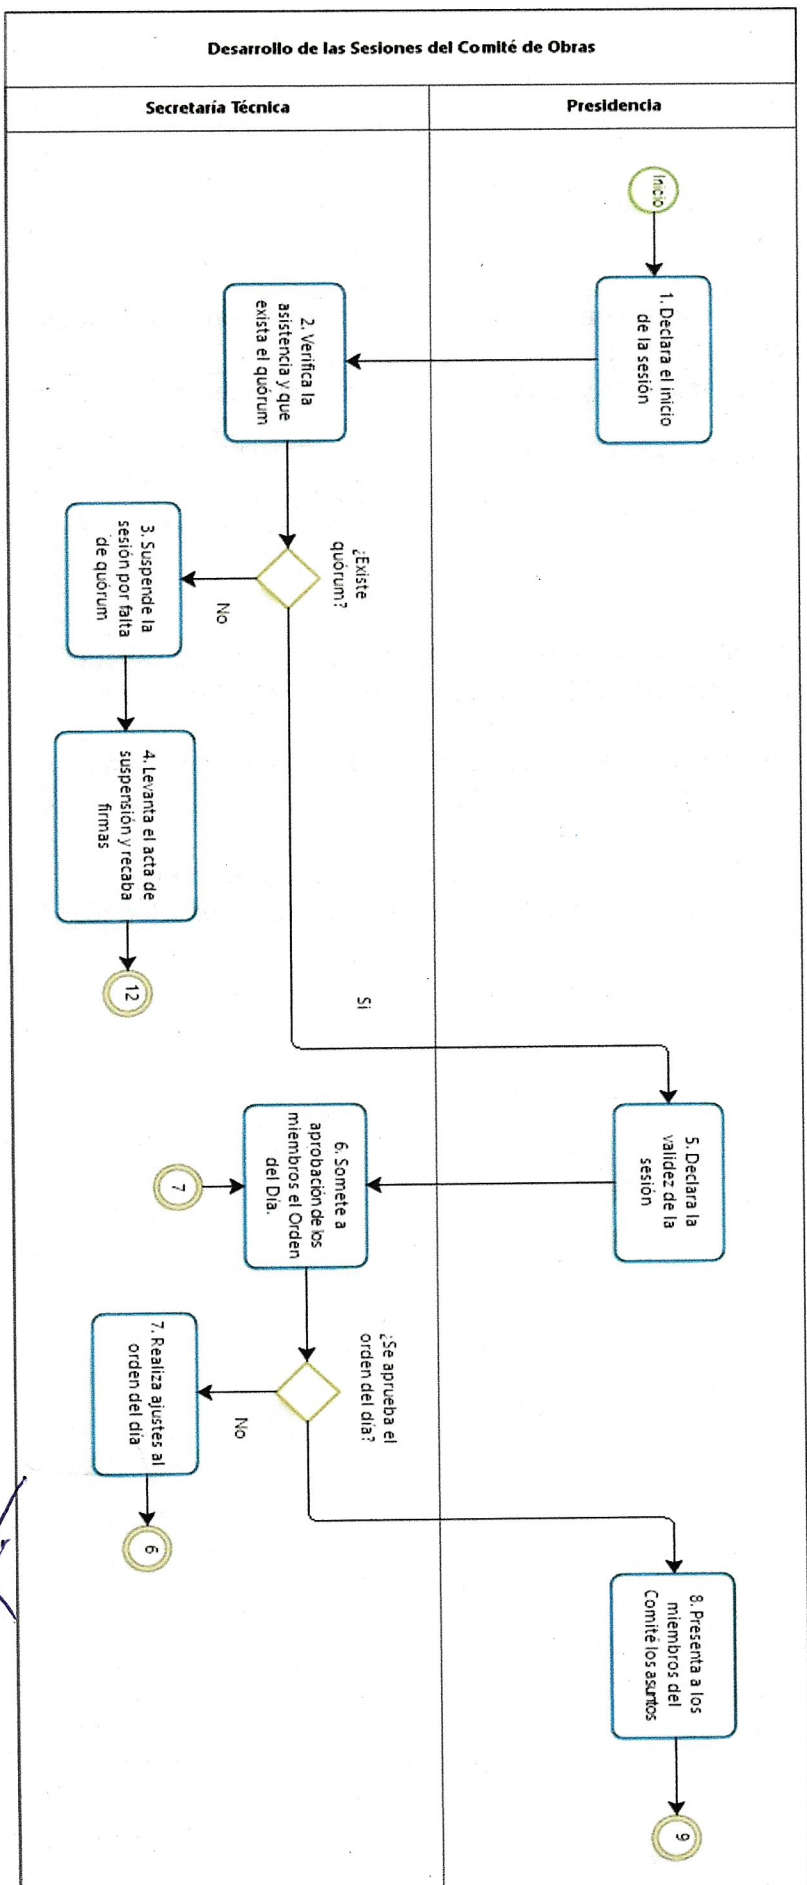 Desarrollo de las Sesiones del Comité de Obras
Secretaría Técnica
Presidencia
Inicio
1. Declara el inicio
de la sesión
2. Verifica la
asistencia y que
exista el quórum
¿Existe
quórum?
No
3. Suspende la
sesión por falta
de quórum
4. Levanta el acta de
suspensión y recaba
firmas
12
Si
5. Declara la
validez de la
sesión
6. Somete a
aprobación de los
miembros el Orden
del Día.
7
¿Se aprueba el
orden del día?
No
7. Realiza ajustes al
orden del día
6
8. Presenta a los
miembros del
Comité los asuntos
9